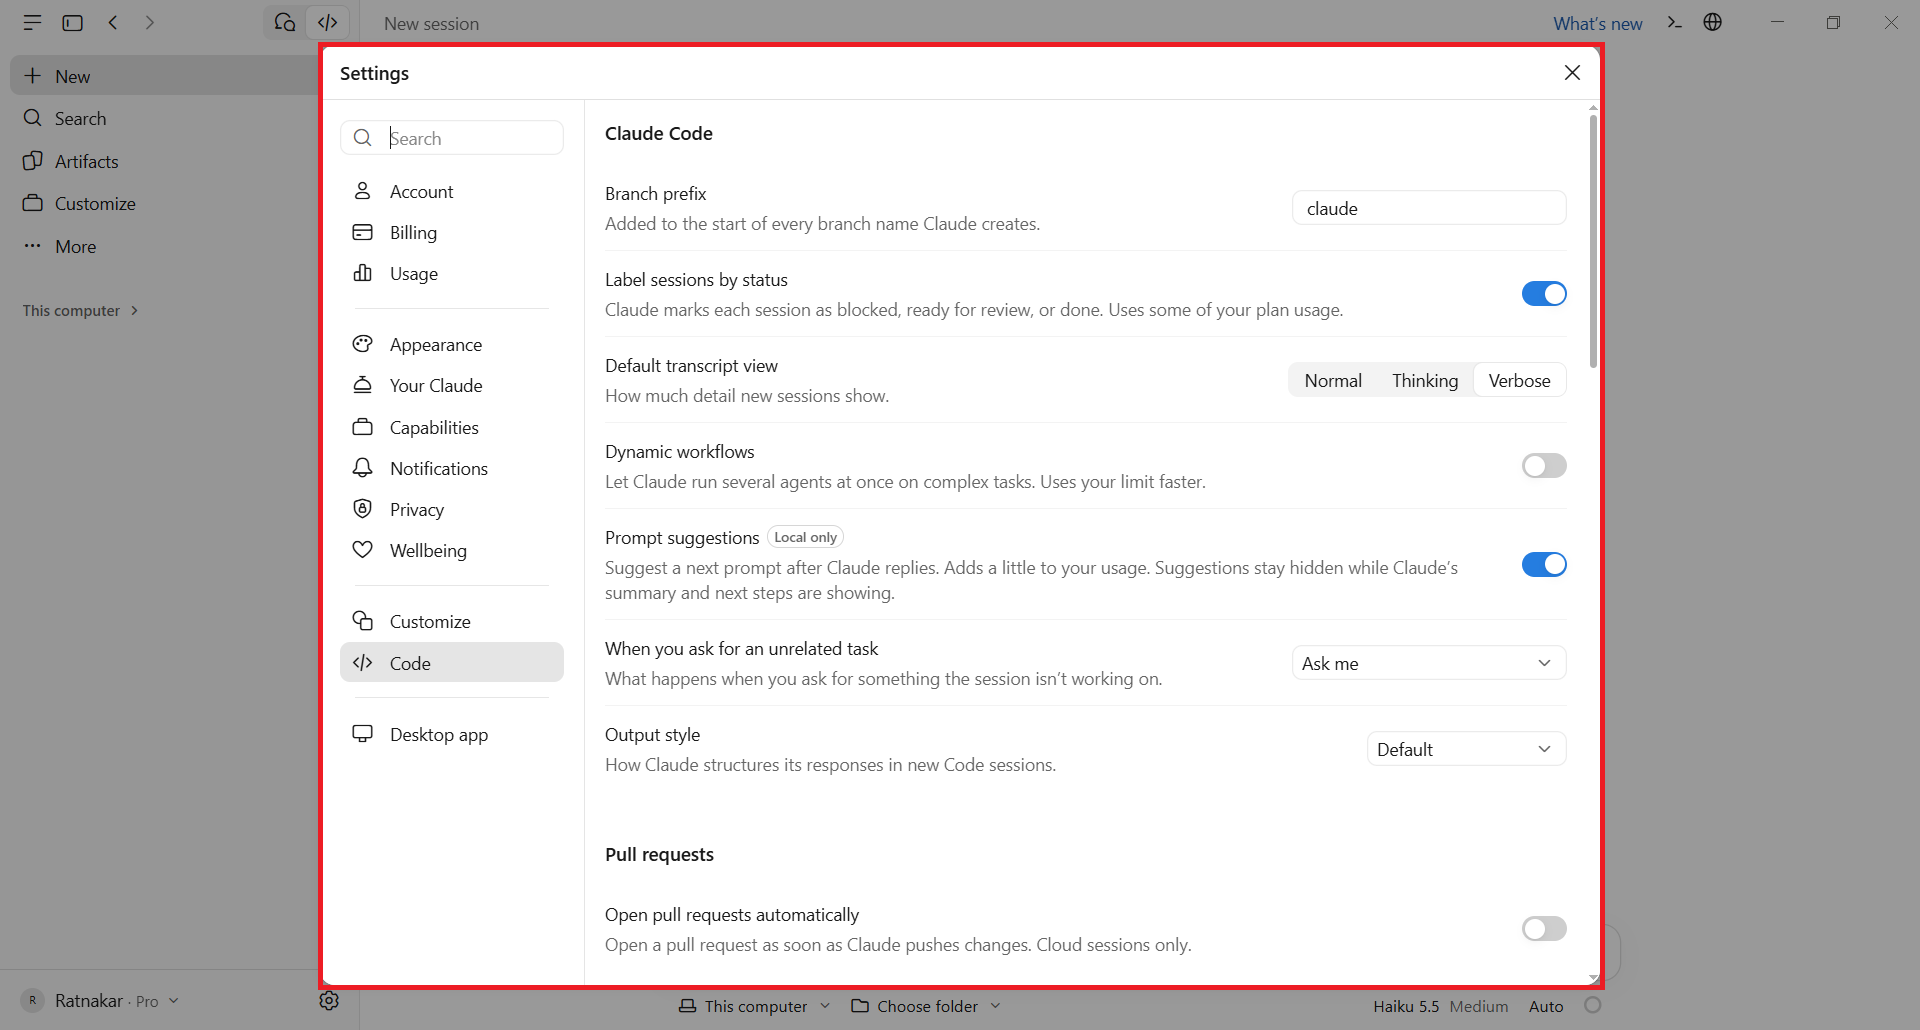 New session
What's new
New
Search
Artifacts
Customize
More
This computer
Settings
Search
Account
Billing
Usage
Appearance
Your Claude
Capabilities
Notifications
Privacy
Wellbeing
Customize
Code
Desktop app
Claude Code
Branch prefix
Added to the start of every branch name Claude creates.
claude
Label sessions by status
Claude marks each session as blocked, ready for review, or done. Uses some of your plan usage.
Default transcript view
How much detail new sessions show.
Normal Thinking Verbose
Dynamic workflows
Let Claude run several agents at once on complex tasks. Uses your limit faster.
Prompt suggestions Local only
Suggest a next prompt after Claude replies. Adds a little to your usage. Suggestions stay hidden while Claude's
summary and next steps are showing.
When you ask for an unrelated task
What happens when you ask for something the session isn't working on.
Ask me
Output style
How Claude structures its responses in new Code sessions.
Default
Pull requests
Open pull requests automatically
Open a pull request as soon as Claude pushes changes. Cloud sessions only.
R Ratnakar · Pro
This computer Choose folder
Haiku 5.5 Medium Auto